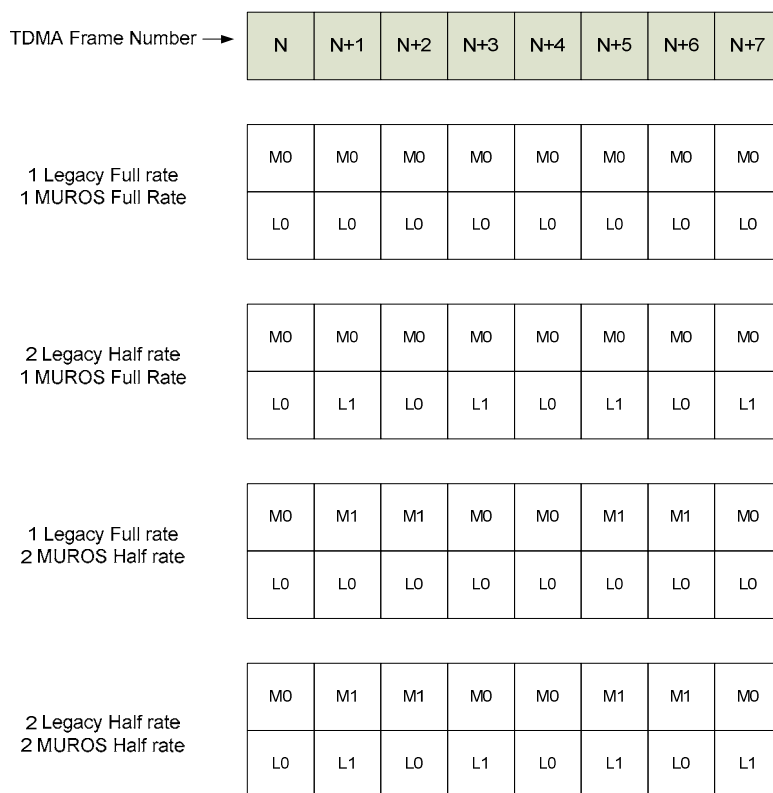 TDMA Frame Number
N N+1 N+2 N+3 N+4 N+5 N+6 N+7
1 Legacy Full rate
1 MUROS Full Rate
M0 M0 M0 M0 M0 M0 M0 M0
L0 L0 L0 L0 L0 L0 L0 L0
2 Legacy Half rate
1 MUROS Full Rate
M0 M0 M0 M0 M0 M0 M0 M0
L0 L1 L0 L1 L0 L1 L0 L1
1 Legacy Full rate
2 MUROS Half rate
M0 M1 M1 M0 M0 M1 M1 M0
L0 L0 L0 L0 L0 L0 L0 L0
2 Legacy Half rate
2 MUROS Half rate
M0 M1 M1 M0 M0 M1 M1 M0
L0 L1 L0 L1 L0 L1 L0 L1